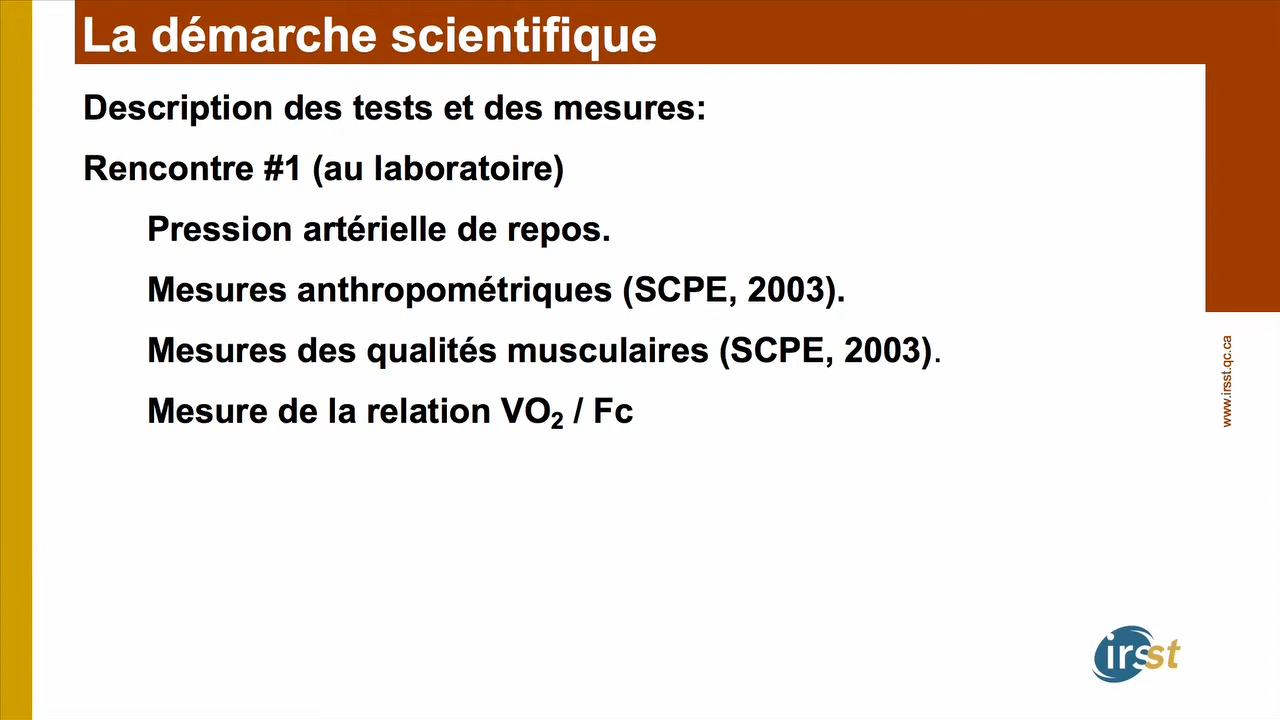 La démarche scientifique
Description des tests et des mesures:
Rencontre #1 (au laboratoire)
Pression artérielle de repos.
Mesures anthropométriques (SCPE, 2003).
Mesures des qualités musculaires (SCPE, 2003).
Mesure de la relation VO₂ / Fc
www.irsst.qc.ca
irsst